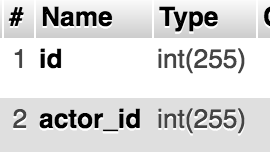 # Name Type
1 id int(255)
2 actor_id int(255)